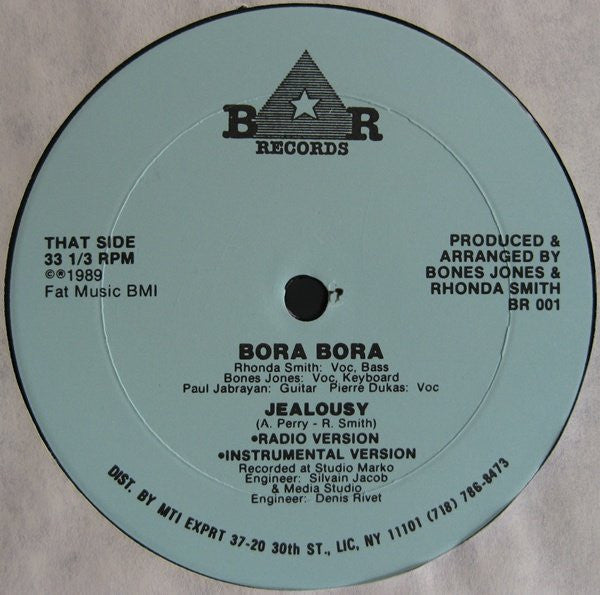 B R
RECORDS
THAT SIDE
33 1/3 RPM
©℗1989
Fat Music BMI
PRODUCED &
ARRANGED BY
BONES JONES &
RHONDA SMITH
BR 001
BORA BORA
Rhonda Smith: Voc, Bass
Bones Jones: Voc, Keyboard
Paul Jabrayan: Guitar Pierre Dukas: Voc
JEALOUSY
(A. Perry - R. Smith)
•RADIO VERSION
•INSTRUMENTAL VERSION
Recorded at Studio Marko
Engineer: Silvain Jacob
& Media Studio
Engineer: Denis Rivet
DIST. BY MTI EXPRT 37-20 30th ST., LIC, NY 11101 (718) 786-8473